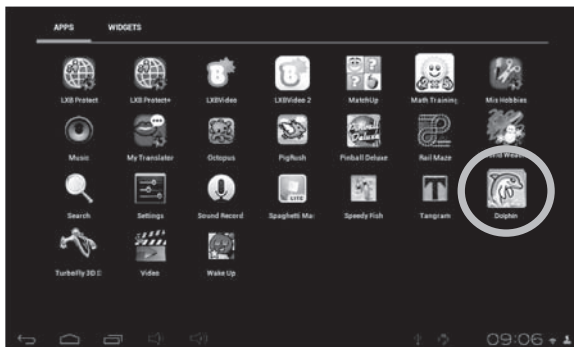 APPS WIDGETS
LXB Protect LXB Protect+ LXBVideo LXBVideo 2 MatchUp Math Training Mis Hobbies
Music My Translator Octopus PigRush Pinball Deluxe Rail Maze
LITE
Search Settings Sound Record Spaghetti Mar Speedy Fish Tangram Dolphin
Turbofly 3D D Video Wake Up
09:06